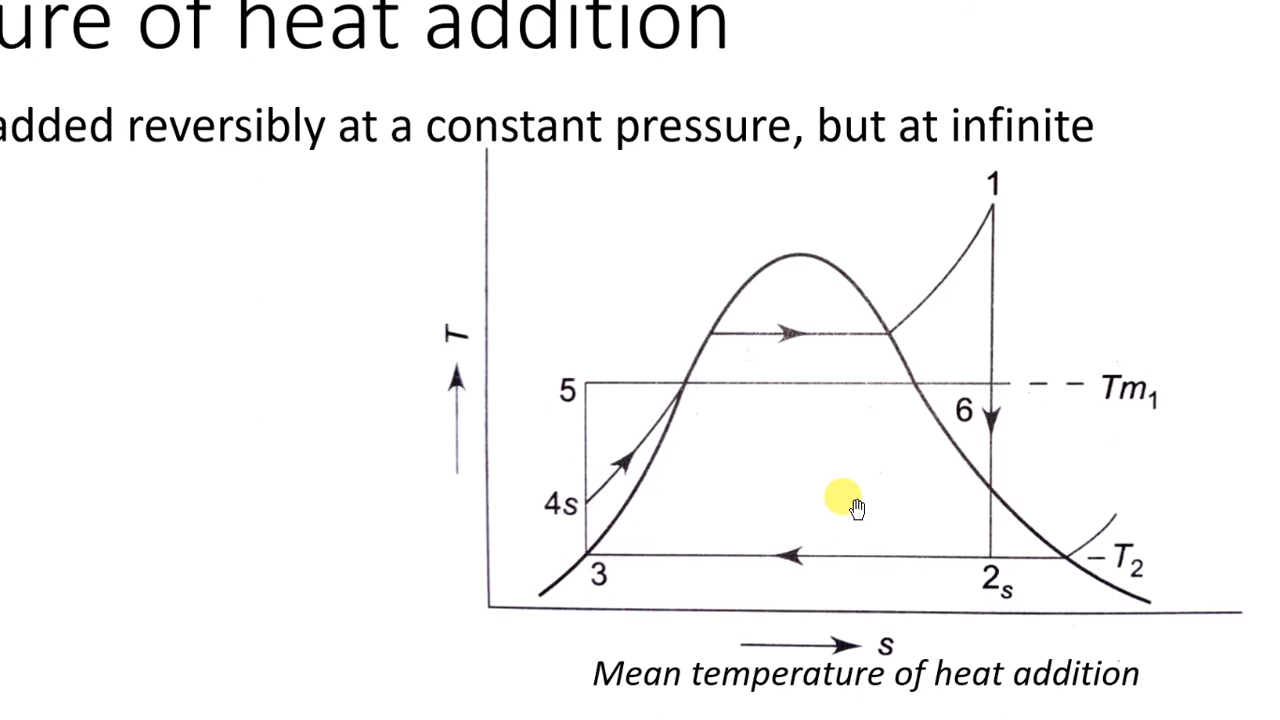 ure of heat addition
added reversibly at a constant pressure, but at infinite
1
T
5
Tm₁
6
4s
T₂
3
2ₛ
s
Mean temperature of heat addition